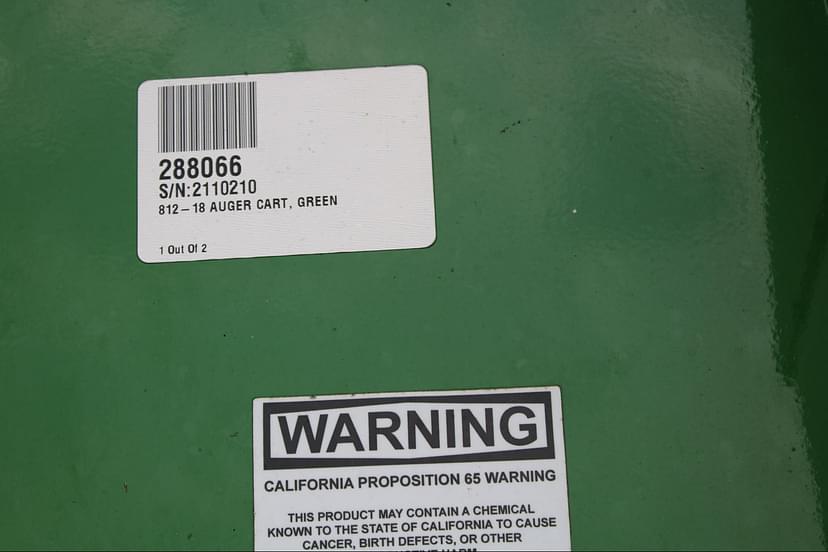 288066
S/N:2110210
812-18 AUGER CART, GREEN
1 Out Of 2
WARNING
CALIFORNIA PROPOSITION 65 WARNING
THIS PRODUCT MAY CONTAIN A CHEMICAL
KNOWN TO THE STATE OF CALIFORNIA TO CAUSE
CANCER, BIRTH DEFECTS, OR OTHER